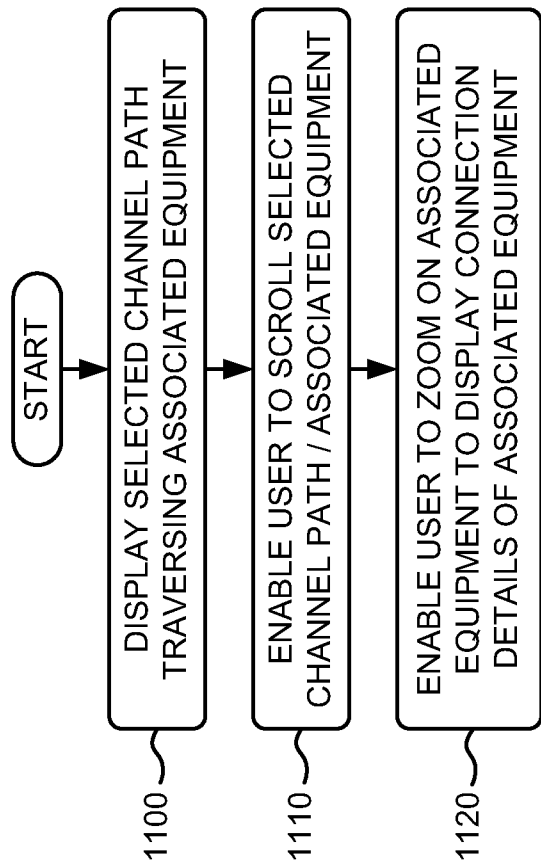 START
DISPLAY SELECTED CHANNEL PATH
TRAVERSING ASSOCIATED EQUIPMENT
1100
ENABLE USER TO SCROLL SELECTED
CHANNEL PATH / ASSOCIATED EQUIPMENT
1110
ENABLE USER TO ZOOM ON ASSOCIATED
EQUIPMENT TO DISPLAY CONNECTION
DETAILS OF ASSOCIATED EQUIPMENT
1120